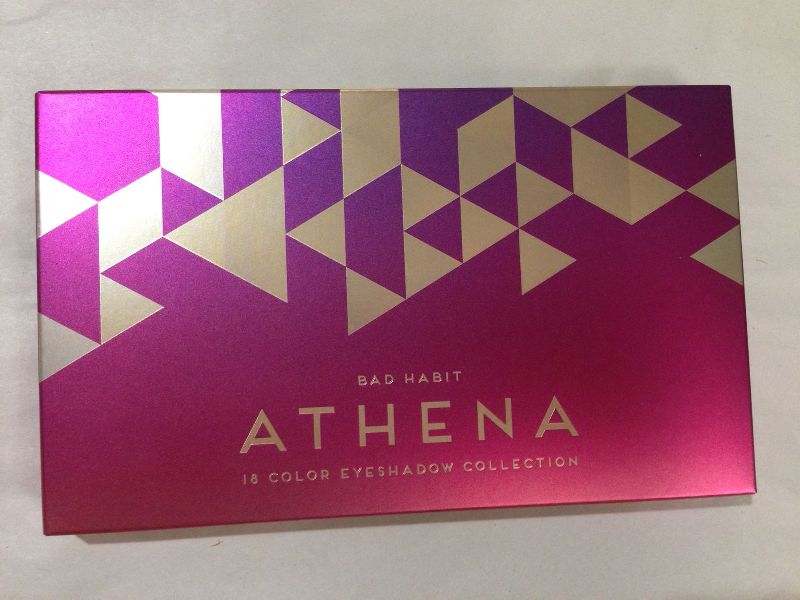 BAD HABIT
ATHENA
18 COLOR EYESHADOW COLLECTION